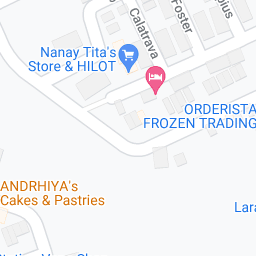 Calatrava
Foster
Nanay Tita's
Store & HILOT
ORDERISTA
FROZEN TRADING
ANDRHIYA's
Cakes & Pastries
Lara